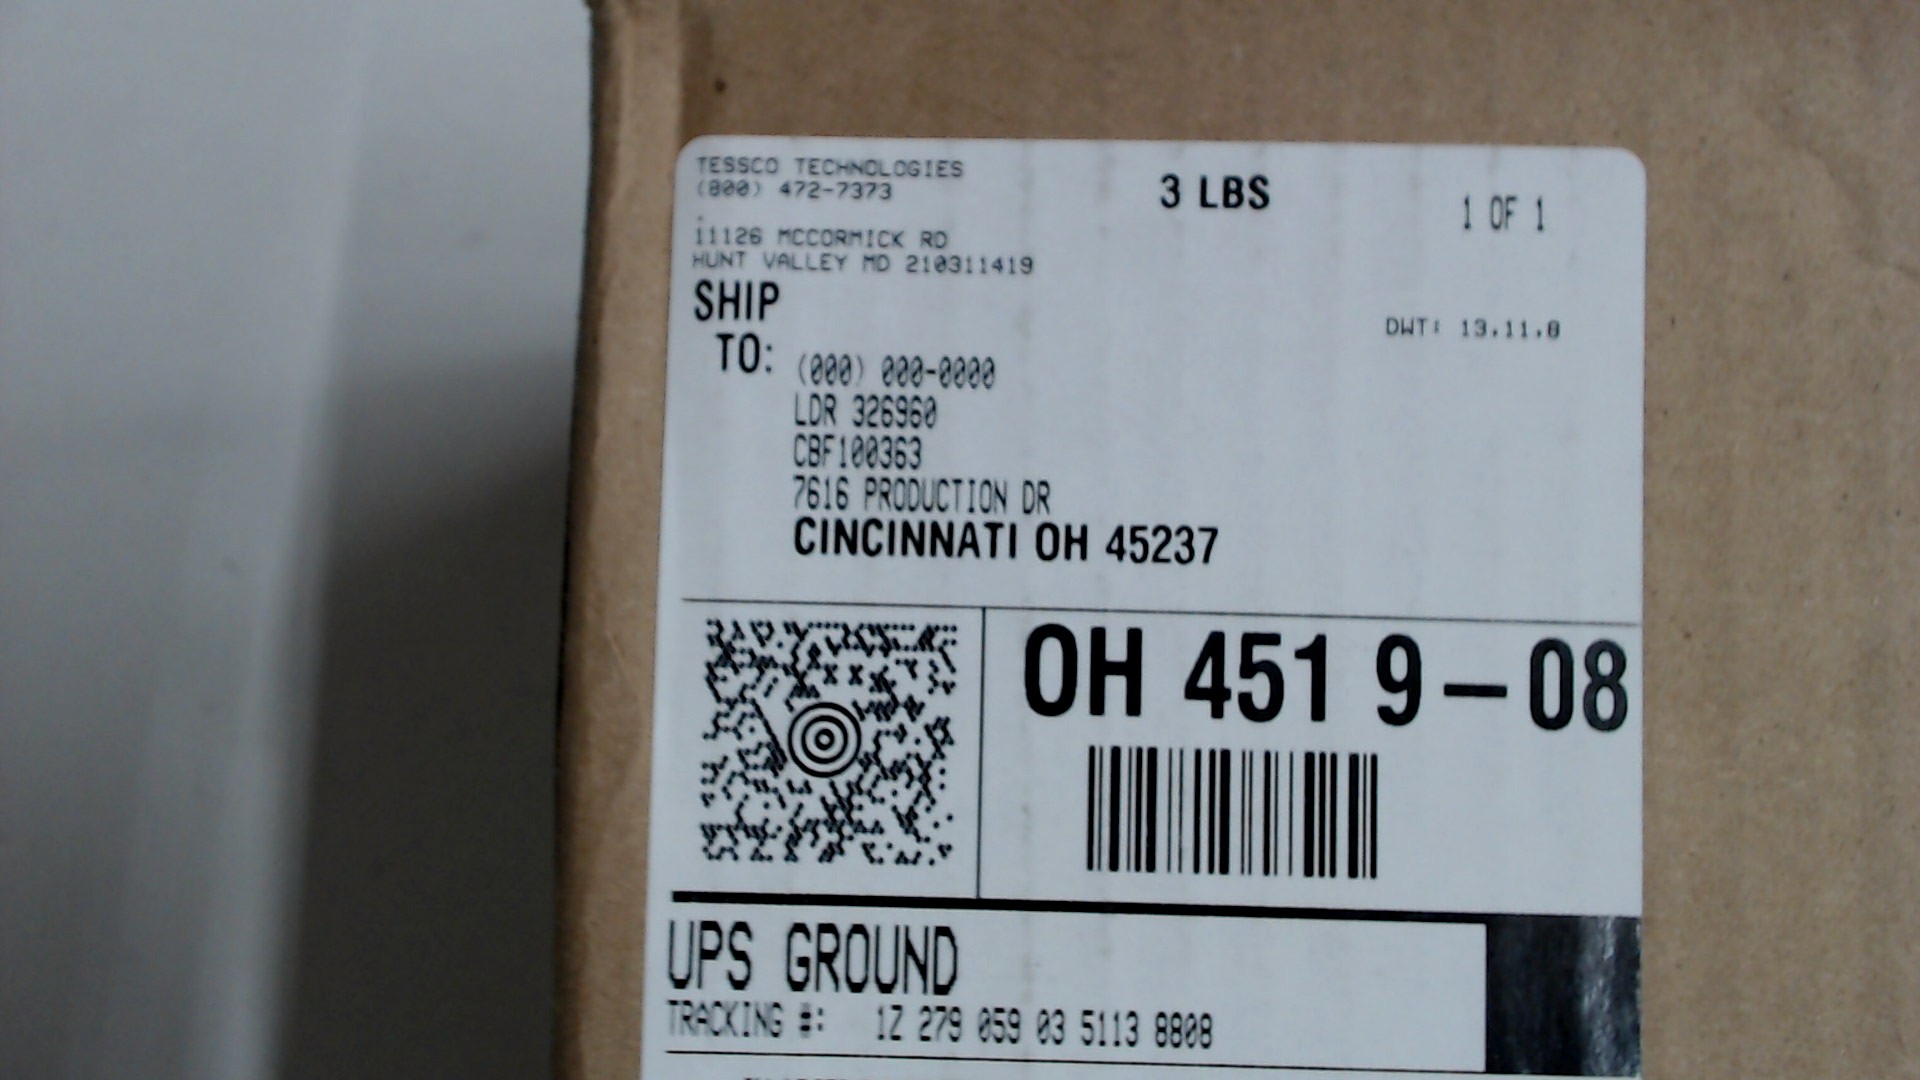 TESSCO TECHNOLOGIES
(800) 472-7373
11126 MCCORMICK RD
HUNT VALLEY MD 210311419
3 LBS
1 OF 1
SHIP
TO:
DWT: 13.11.8
(000) 000-0000
LDR 326960
CBF100363
7616 PRODUCTION DR
CINCINNATI OH 45237
OH 451 9-08
UPS GROUND
TRACKING #: 1Z 279 059 03 5113 8808